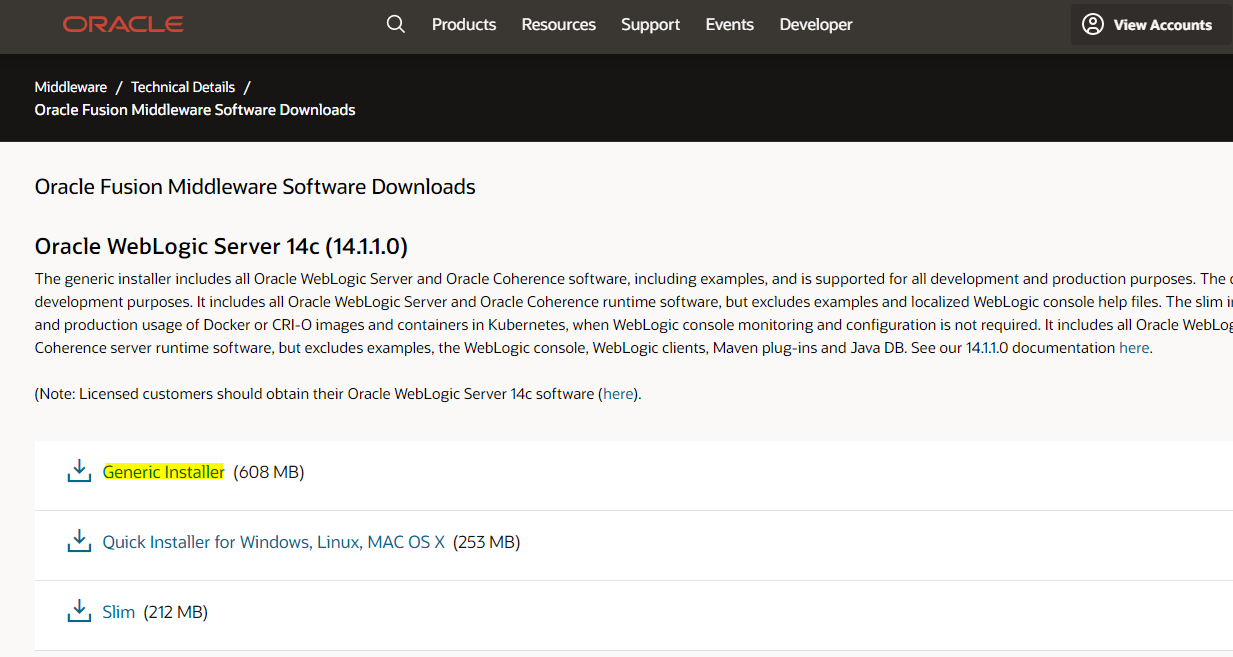 ORACLE
Products Resources Support Events Developer
View Accounts
Middleware / Technical Details /
Oracle Fusion Middleware Software Downloads
Oracle Fusion Middleware Software Downloads
Oracle WebLogic Server 14c (14.1.1.0)
The generic installer includes all Oracle WebLogic Server and Oracle Coherence software, including examples, and is supported for all development and production purposes. The
development purposes. It includes all Oracle WebLogic Server and Oracle Coherence runtime software, but excludes examples and localized WebLogic console help files. The slim
and production usage of Docker or CRI-O images and containers in Kubernetes, when WebLogic console monitoring and configuration is not required. It includes all Oracle
Coherence server runtime software, but excludes examples, the WebLogic console, WebLogic clients, Maven plug-ins and Java DB. See our 14.1.1.0 documentation here.
(Note: Licensed customers should obtain their Oracle WebLogic Server 14c software (here).
Generic Installer (608 MB)
Quick Installer for Windows, Linux, MAC OS X (253 MB)
Slim (212 MB)